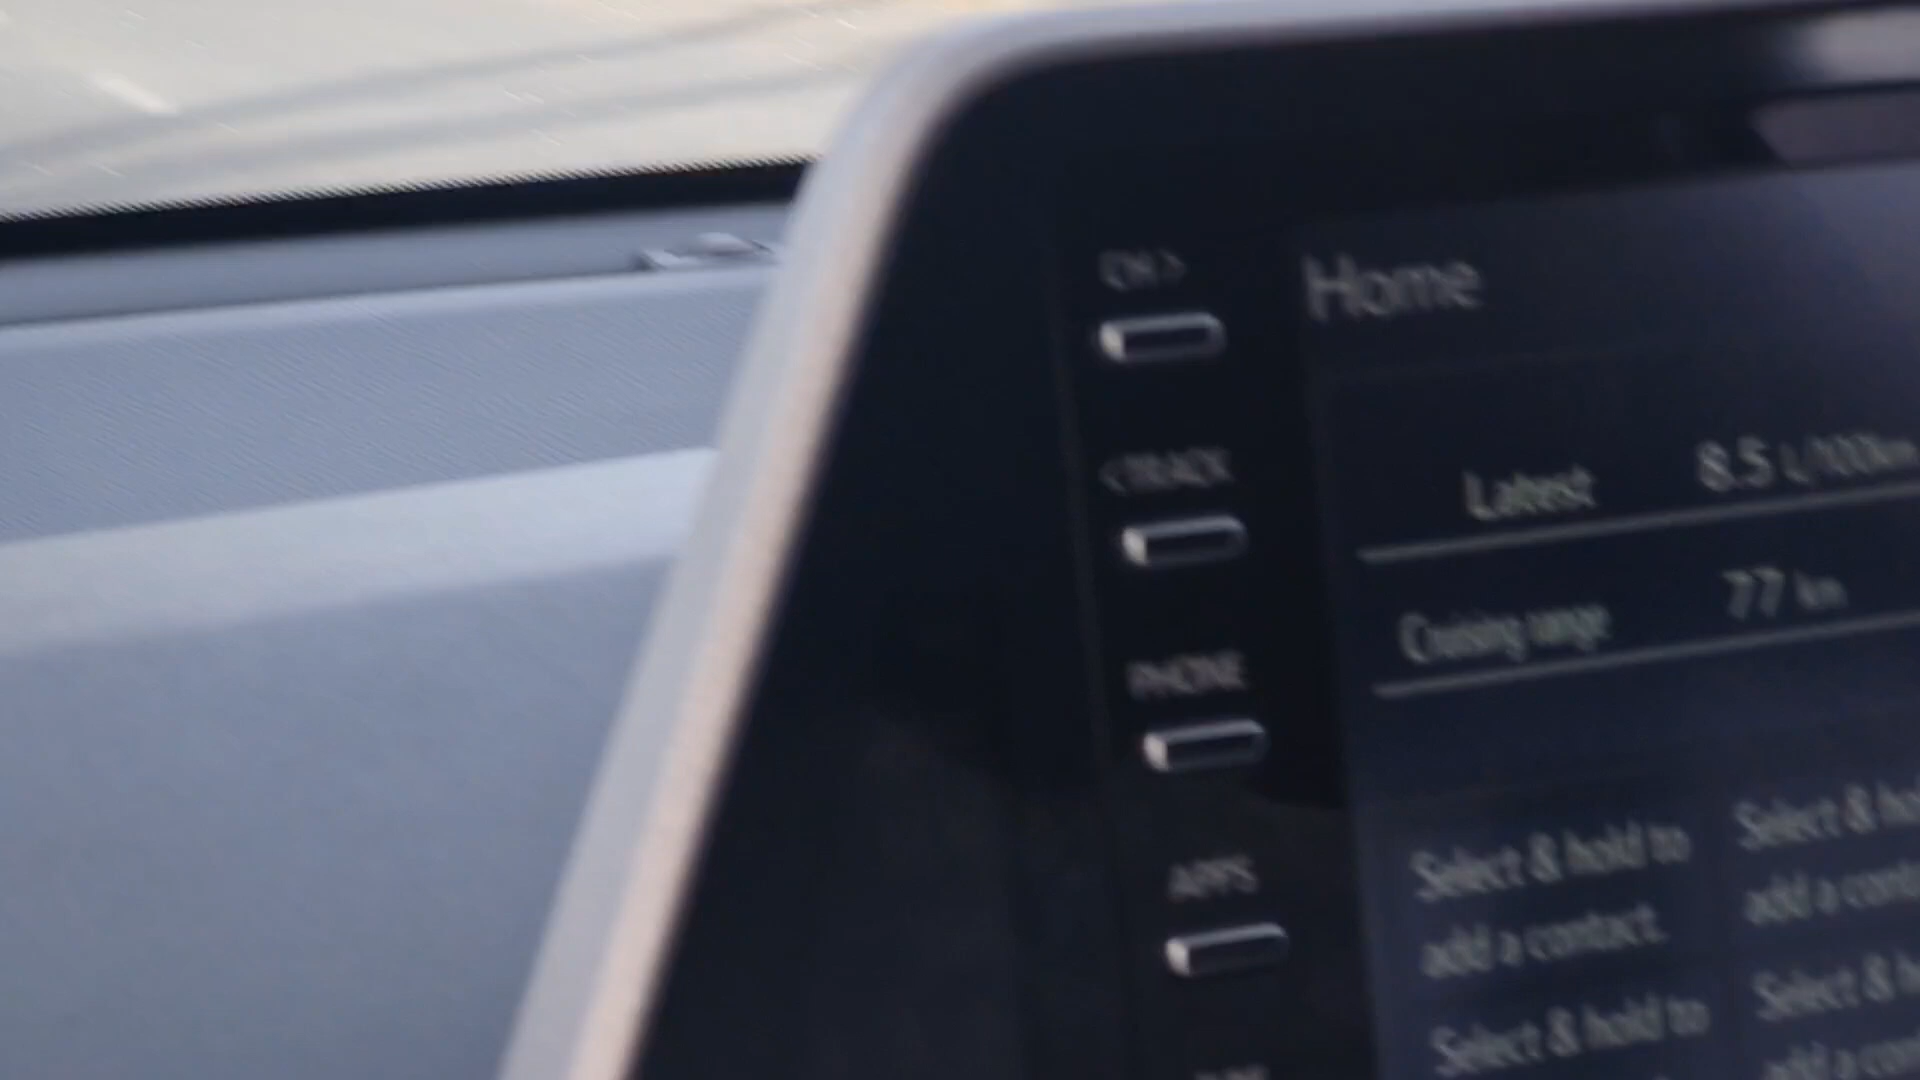 CH >
Home
< TRACK
Latest 8.5 L/100km
Cruising range 77 km
PHONE
Select & hold to
add a contact.
Select &
add a
APPS
Select & hold to
Select &
add a